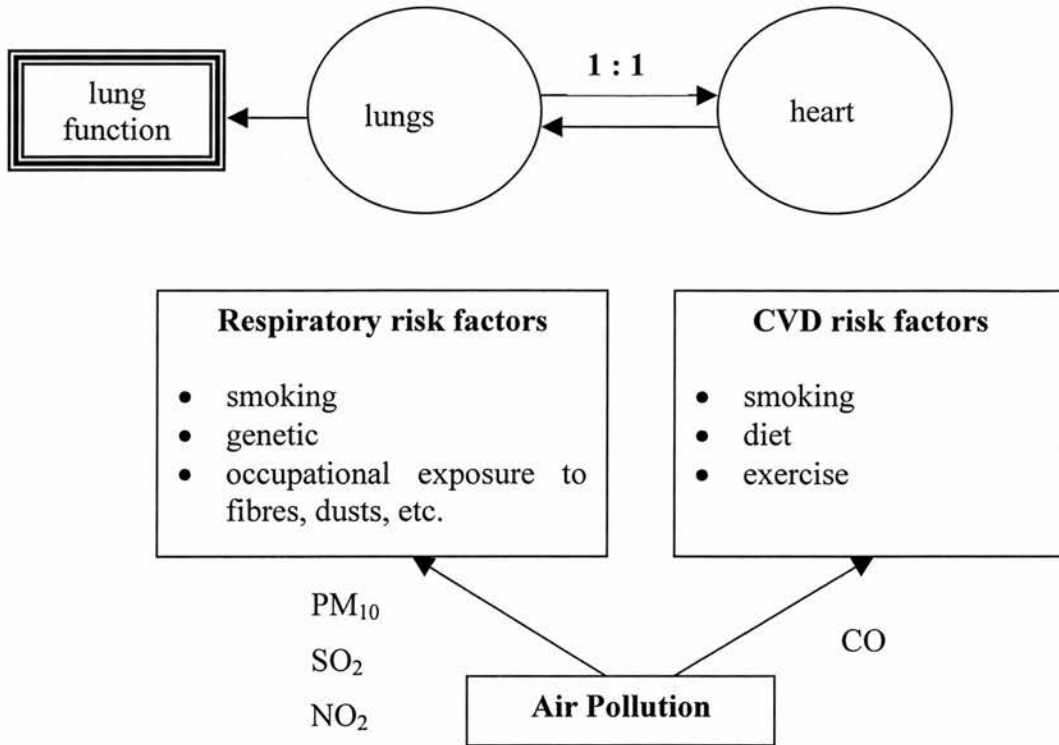 1 : 1
lung
function
lungs
heart
Respiratory risk factors
• smoking
• genetic
• occupational exposure to
fibres, dusts, etc.
CVD risk factors
• smoking
• diet
• exercise
PM₁₀
SO₂
NO₂
CO
Air Pollution